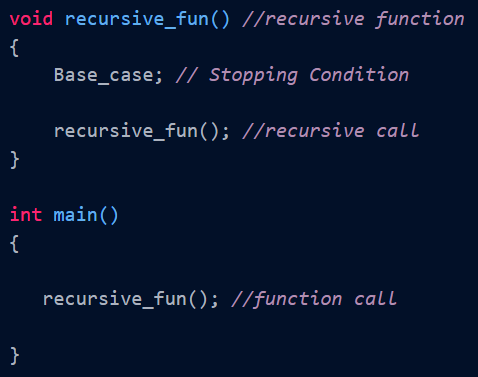 void recursive_fun() //recursive function
{
Base_case; // Stopping Condition
recursive_fun(); //recursive call
}
int main()
{
recursive_fun(); //function call
}